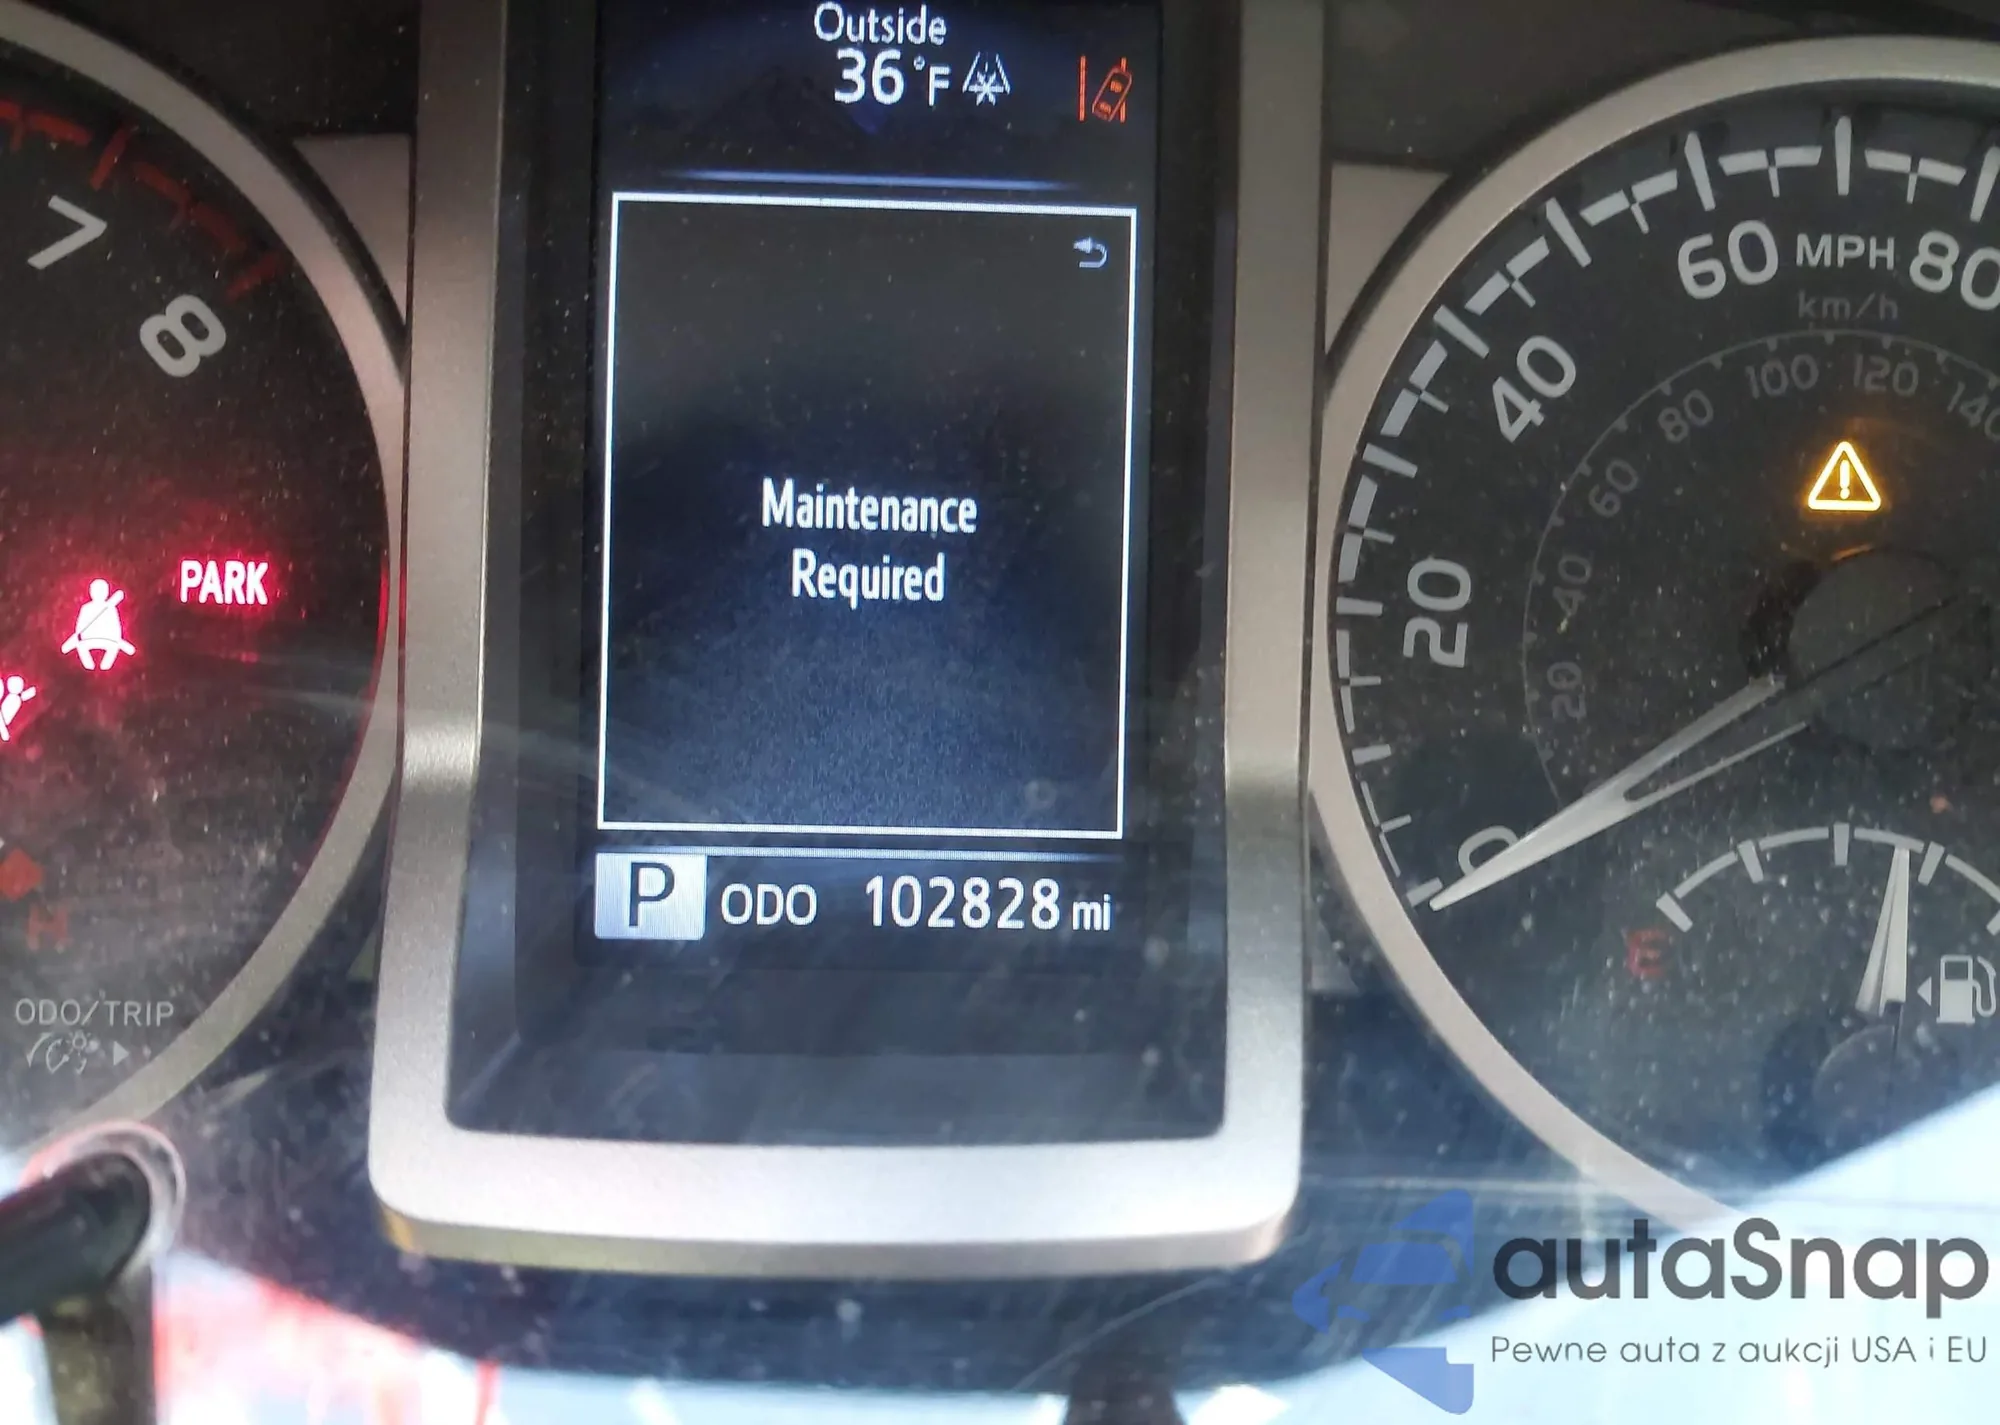 Outside
36°F
7
8
PARK
Maintenance
Required
P ODO 102828 mi
H
ODO/TRIP
60 MPH 80
km/h
40
20
0
100
120
140
80
60
40
20
E
autaSnap
Pewne auta z aukcji USA i EU